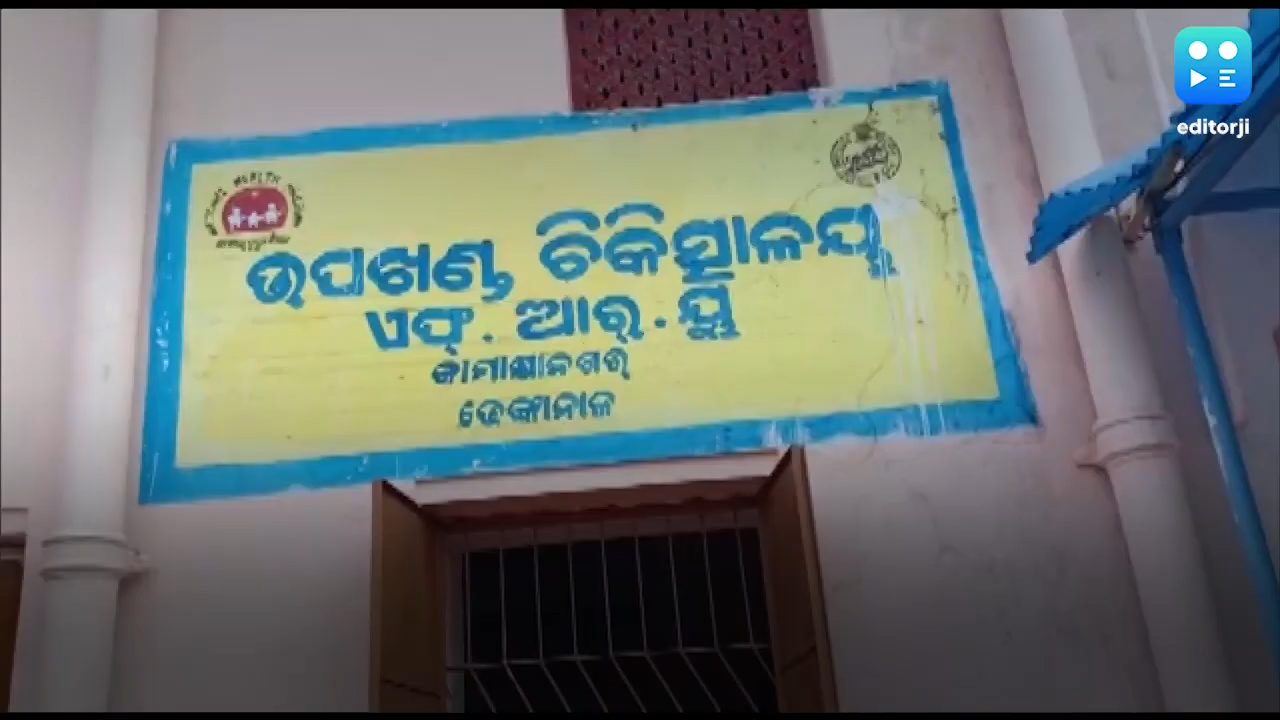 editorji
ଉପଖଣ୍ଡ ଚିକିତ୍ସାଳୟ
ଏଫ୍. ଆର୍. ୟୁ
କାମାକ୍ଷାନଗର
ଢେଙ୍କାନାଳ